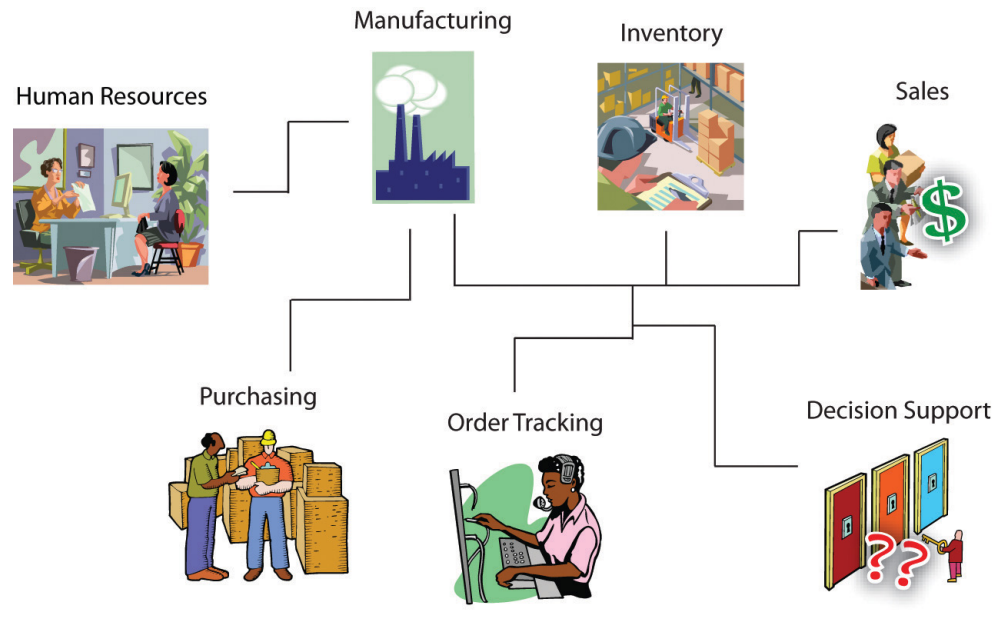 Manufacturing
Inventory
Human Resources
Sales
Purchasing
Order Tracking
Decision Support
$
??